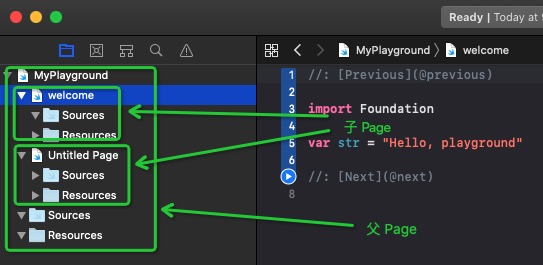 Ready | Today at 9
MyPlayground 〉 welcome
MyPlayground
welcome
Sources
Resources
Untitled Page
Sources
Resources
Sources
Resources
1 //: [Previous](@previous)
2
3 import Foundation
4
5 var str = "Hello, playground"
6
//: [Next](@next)
8
子 Page
父 Page